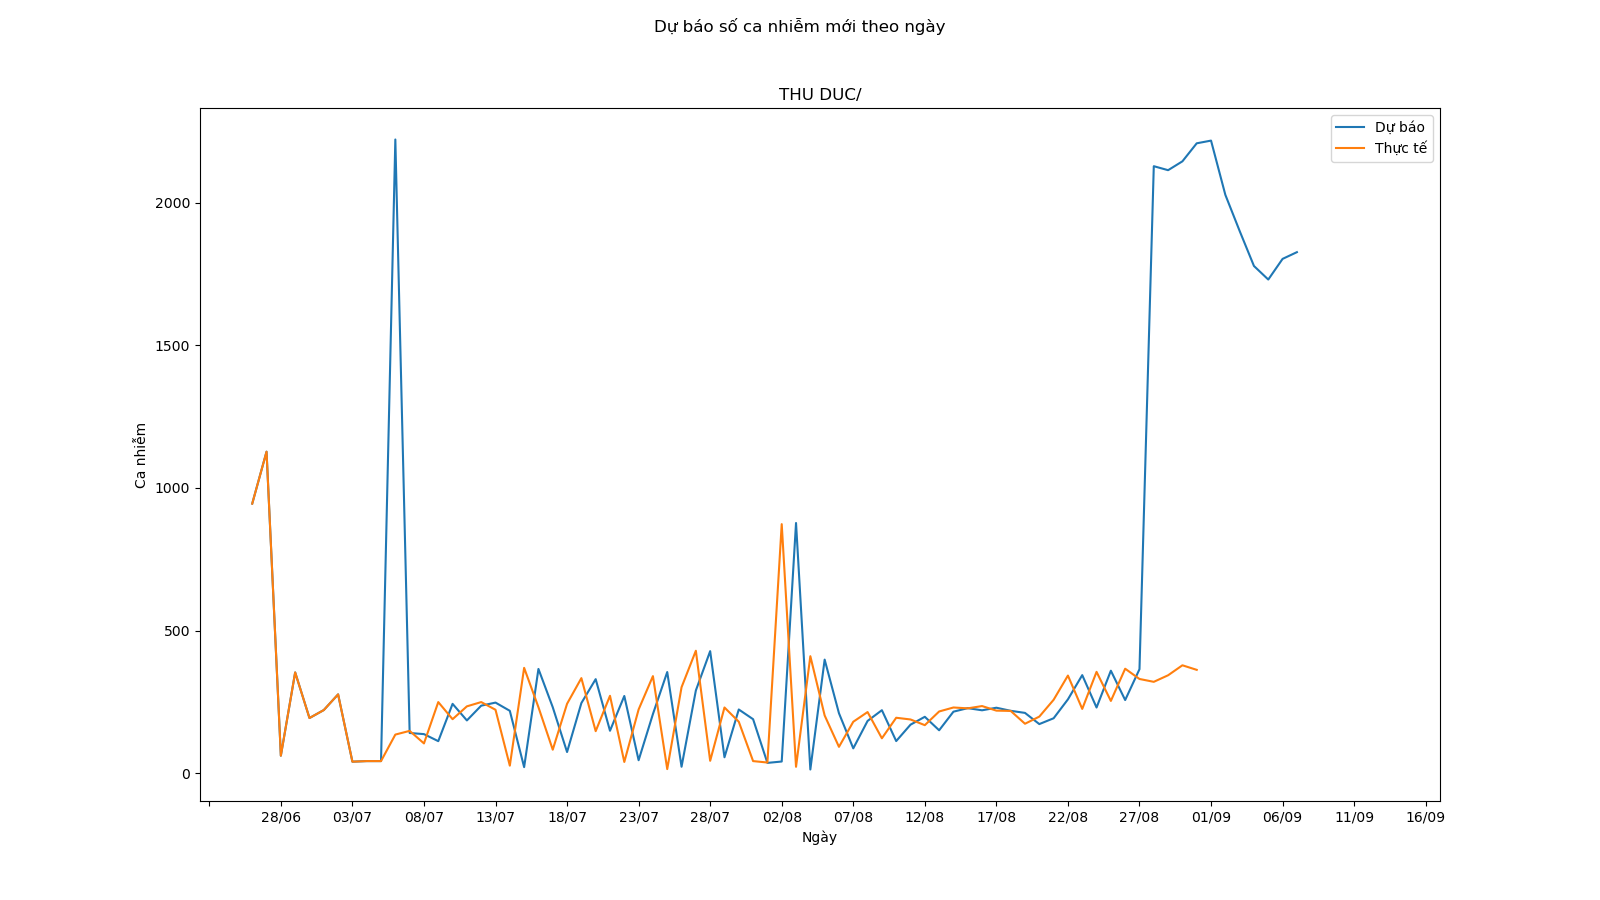 Dự báo số ca nhiễm mới theo ngày
THU DUC/
Dự báo
Thực tế
2000
1500
1000
500
0
Ca nhiễm
28/06 03/07 08/07 13/07 18/07 23/07 28/07 02/08 07/08 12/08 17/08 22/08 27/08 01/09 06/09 11/09 16/09
Ngày